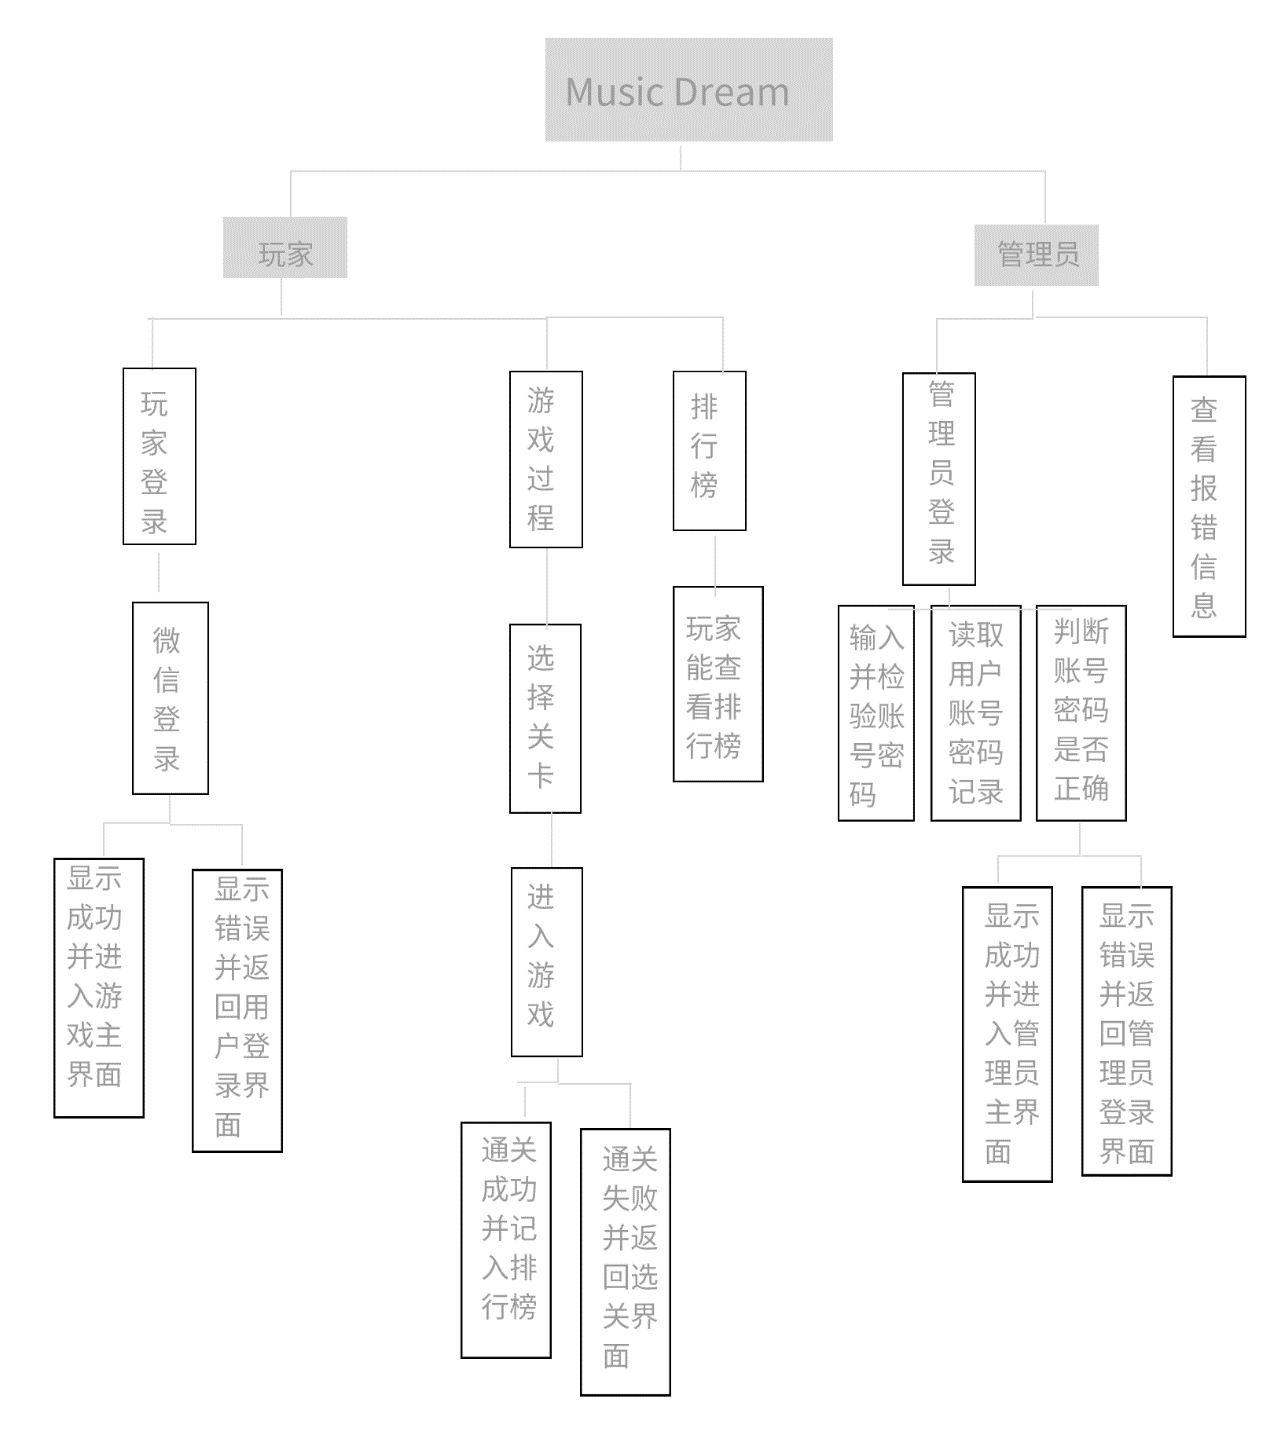 Music Dream
玩家
管理员
玩
家
登
录
游
戏
过
程
排
行
榜
管
理
员
登
录
查
看
报
错
信
息
微
信
登
录
选
择
关
卡
玩家
能查
看排
行榜
输入
并检
验账
号密
码
读取
用户
账号
密码
记录
判断
账号
密码
是否
正确
显示
成功
并进
入游
戏主
界面
显示
错误
并返
回用
户登
录界
面
进
入
游
戏
显示
成功
并进
入管
理员
主界
面
显示
错误
并返
回管
理员
登录
界面
通关
成功
并记
入排
行榜
通关
失败
并返
回选
关界
面